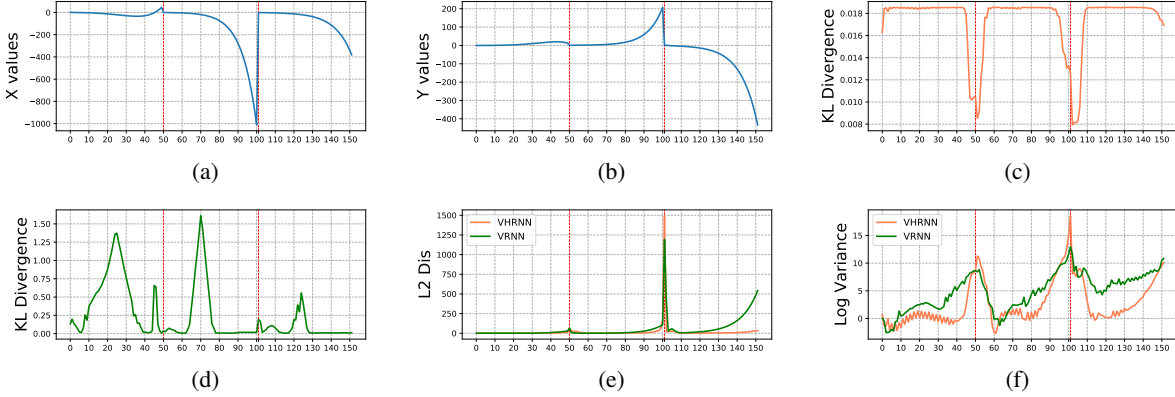 X values
0
−200
−400
−600
−800
−1000
0 10 20 30 40 50 60 70 80 90 100 110 120 130 140 150
(a)
Y values
200
100
0
−100
−200
−300
−400
0 10 20 30 40 50 60 70 80 90 100 110 120 130 140 150
(b)
KL Divergence
0.018
0.016
0.014
0.012
0.010
0.008
0 10 20 30 40 50 60 70 80 90 100 110 120 130 140 150
(c)
KL Divergence
1.50
1.25
1.00
0.75
0.50
0.25
0.00
0 10 20 30 40 50 60 70 80 90 100 110 120 130 140 150
(d)
L2 Dis
1500
1250
1000
750
500
250
0
VHRNN
VRNN
0 10 20 30 40 50 60 70 80 90 100 110 120 130 140 150
(e)
Log Variance
15
10
5
0
VHRNN
VRNN
0 10 20 30 40 50 60 70 80 90 100 110 120 130 140 150
(f)